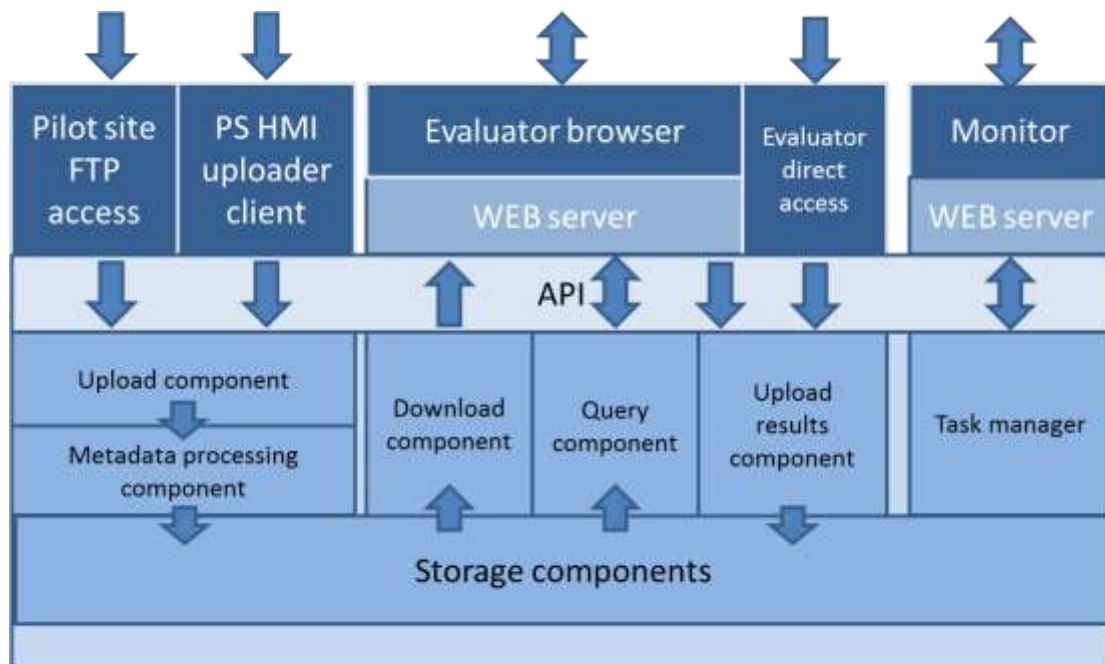 Pilot site
FTP
access
PS HMI
uploader
client
Evaluator browser
WEB server
Evaluator
direct
access
Monitor
WEB server
API
Upload component
Metadata processing
component
Download
component
Query
component
Upload
results
component
Task manager
Storage components